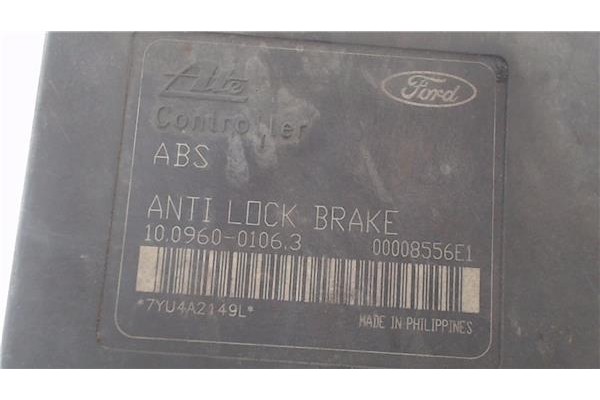 Ate
Ford
Controller
ABS
ANTI LOCK BRAKE
10.0960-0106.3 00008556E1
*7YU4A2149L*
MADE IN PHILIPPINES